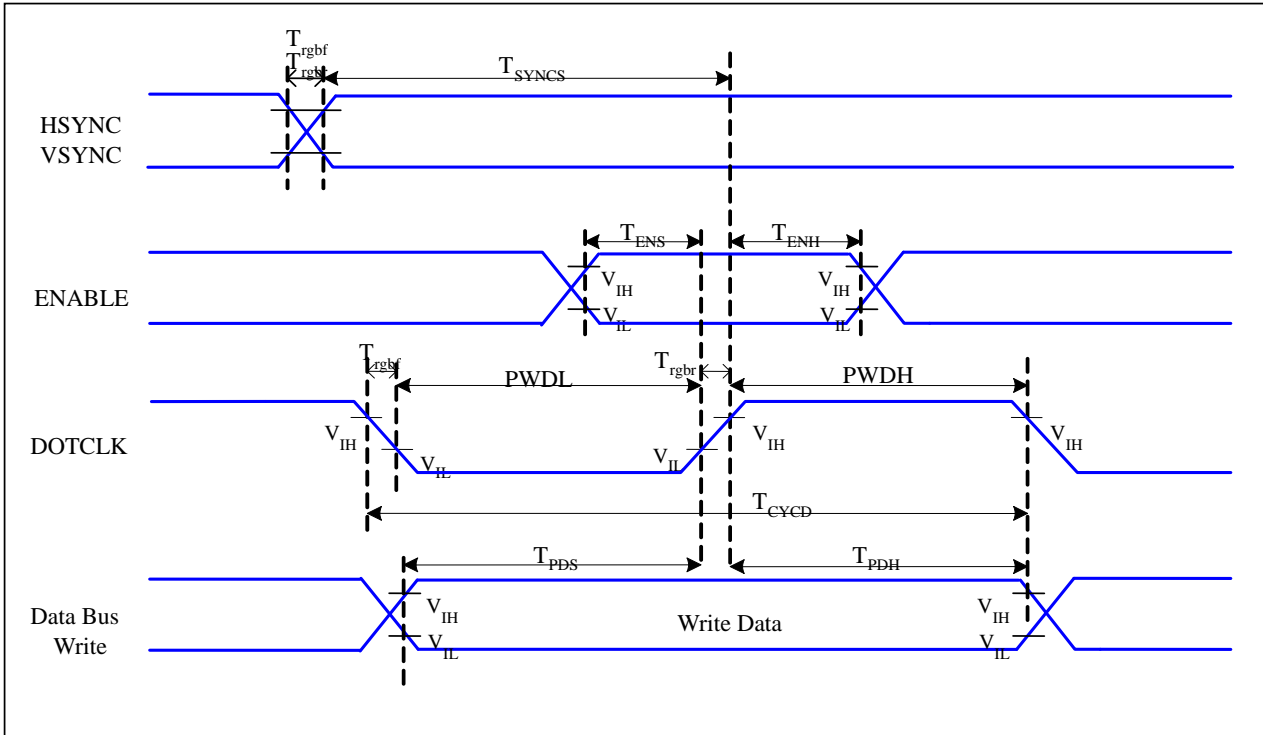 Trgbf
Trgbr
TSYNCS
HSYNC
VSYNC
TENS
TENH
VIH
VIH
ENABLE
VIL
VIL
Trgbf
Trgbr
PWDL
PWDH
DOTCLK
VIH
VIL
VIL
VIH
VIH
TCYCD
TPDS
TPDH
Data Bus
Write
VIH
VIL
Write Data
VIH
VIL